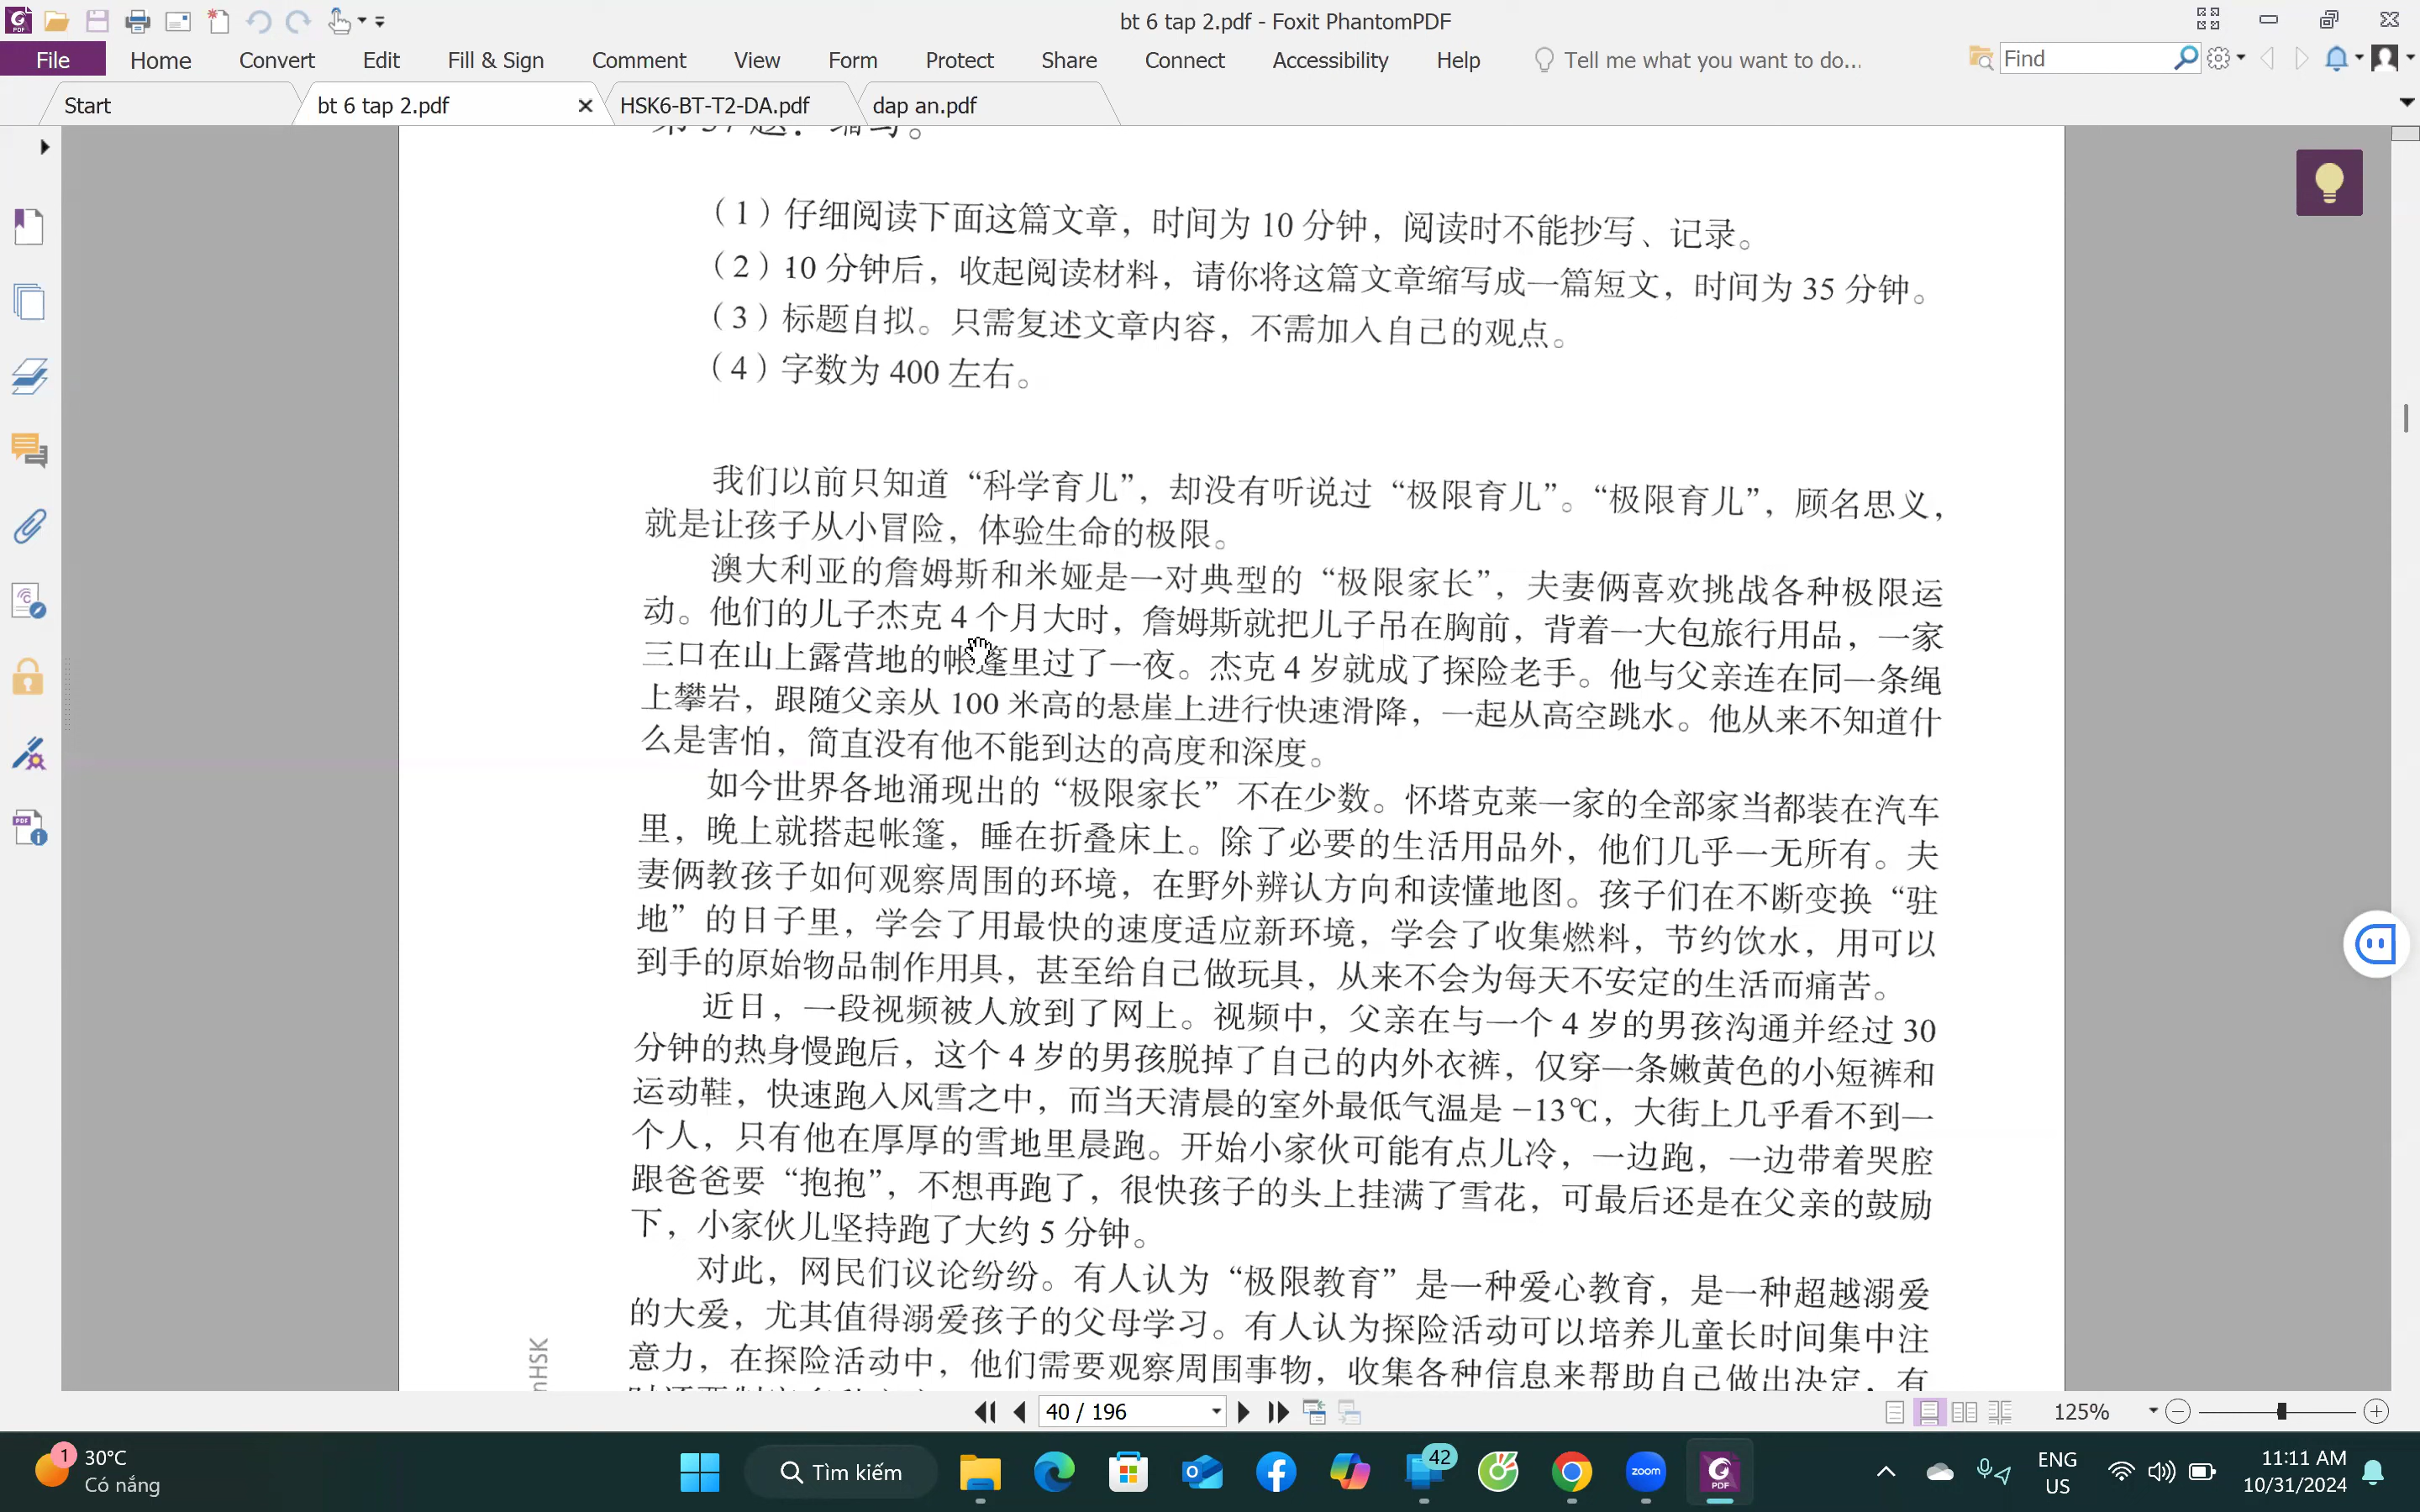 bt 6 tap 2.pdf - Foxit PhantomPDF
File Home Convert Edit Fill & Sign Comment View Form Protect Share Connect Accessibility Help Tell me what you want to do... Find
Start bt 6 tap 2.pdf HSK6-BT-T2-DA.pdf dap an.pdf
（1）仔细阅读下面这篇文章，时间为 10 分钟，阅读时不能抄写、记录。
（2）10 分钟后，收起阅读材料，请你将这篇文章缩写成一篇短文，时间为 35 分钟。
（3）标题自拟。只需复述文章内容，不需加入自己的观点。
（4）字数为 400 左右。
我们以前只知道“科学育儿”，却没有听说过“极限育儿”。“极限育儿”，顾名思义，
就是让孩子从小冒险，体验生命的极限。
澳大利亚的詹姆斯和米娅是一对典型的“极限家长”，夫妻俩喜欢挑战各种极限运
动。他们的儿子杰克 4 个月大时，詹姆斯就把儿子吊在胸前，背着一大包旅行用品，一家
三口在山上露营地的帐篷里过了一夜。杰克 4 岁就成了探险老手。他与父亲连在同一条绳
上攀岩，跟随父亲从 100 米高的悬崖上进行快速滑降，一起从高空跳水。他从来不知道什
么是害怕，简直没有他不能到达的高度和深度。
如今世界各地涌现出的“极限家长”不在少数。怀塔克莱一家的全部家当都装在汽车
里，晚上就搭起帐篷，睡在折叠床上。除了必要的生活用品外，他们几乎一无所有。夫
妻俩教孩子如何观察周围的环境，在野外辨认方向和读懂地图。孩子们在不断变换“驻
地”的日子里，学会了用最快的速度适应新环境，学会了收集燃料，节约饮水，用可以
到手的原始物品制作用具，甚至给自己做玩具，从来不会为每天不安定的生活而痛苦。
近日，一段视频被人放到了网上。视频中，父亲在与一个 4 岁的男孩沟通并经过 30
分钟的热身慢跑后，这个 4 岁的男孩脱掉了自己的内外衣裤，仅穿一条嫩黄色的小短裤和
运动鞋，快速跑入风雪之中，而当天清晨的室外最低气温是 −13℃，大街上几乎看不到一
个人，只有他在厚厚的雪地里晨跑。开始小家伙可能有点儿冷，一边跑，一边带着哭腔
跟爸爸要“抱抱”，不想再跑了，很快孩子的头上挂满了雪花，可最后还是在父亲的鼓励
下，小家伙儿坚持跑了大约 5 分钟。
对此，网民们议论纷纷。有人认为“极限教育”是一种爱心教育，是一种超越溺爱
的大爱，尤其值得溺爱孩子的父母学习。有人认为探险活动可以培养儿童长时间集中注
意力，在探险活动中，他们需要观察周围事物，收集各种信息来帮助自己做出决定，有
nHSK
40 / 196
125%
1
30°C
Có nắng
Tìm kiếm
42
zoom
ENG
US
11:11 AM
10/31/2024